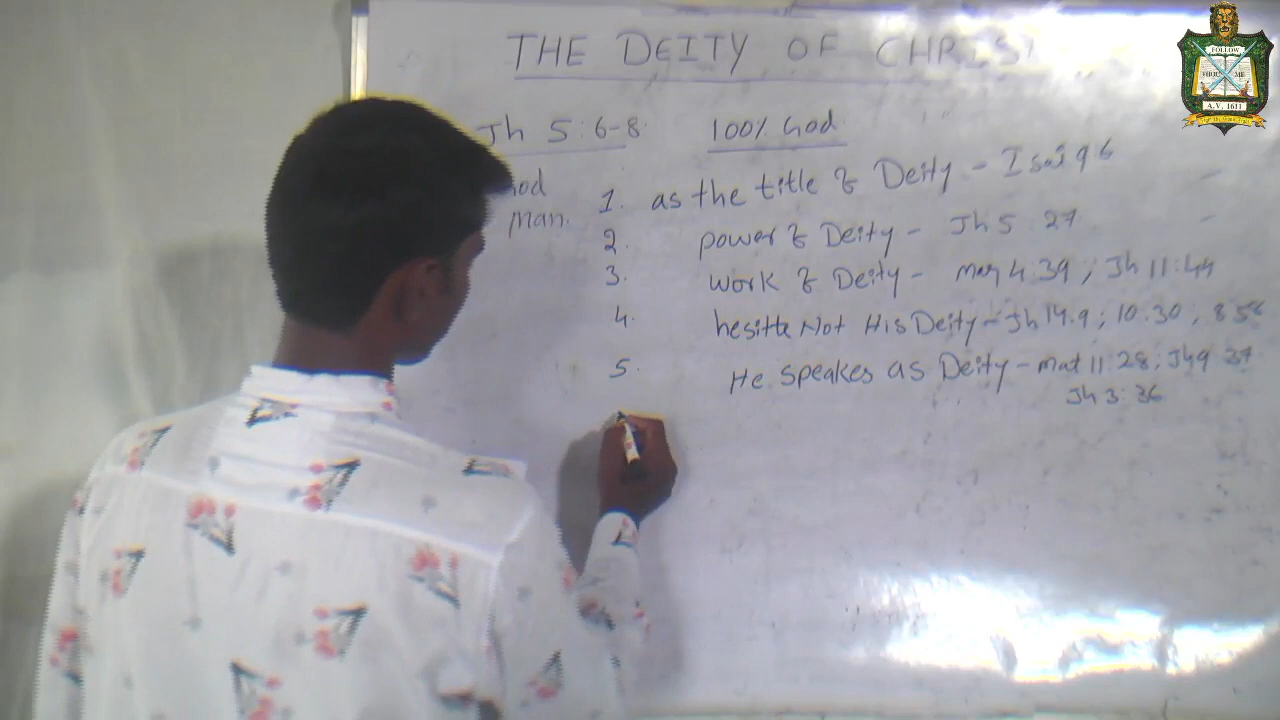 THE DEITY OF CHRIST
Jh 5:6-8 100% God
God
man.
1. as the title of Deity - Isai 9 6
2. power of Deity - Jh 5 27
3. work of Deity - mar 4:39 ; Jh 11:44
4. hesitte Not His Deity - Jh 14.9 ; 10.30 , 8 58
5. He speakes as Deity - mat 11:28 ; Jh 9 37
Jh 3:36
FOLLOW
ME
A.V. 1611